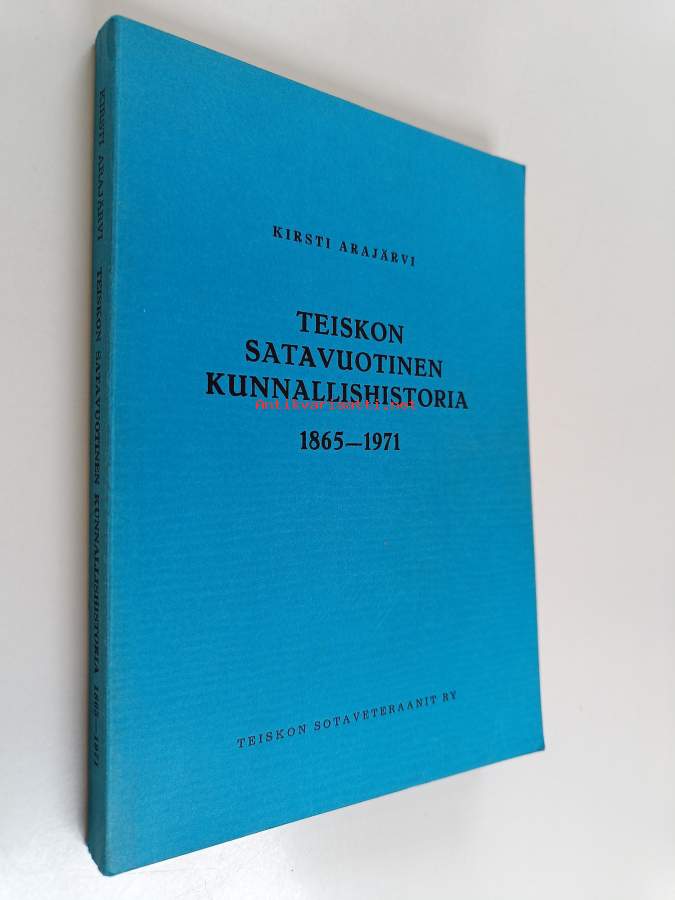 KIRSTI ARAJÄRVI
TEISKON
SATAVUOTINEN
KUNNALLISHISTORIA
Antikvariaatti.net
1865—1971
TEISKON SOTAVETERAANIT RY
KIRSTI ARAJÄRVI TEISKON SATAVUOTINEN KUNNALLISHISTORIA 1865—1971